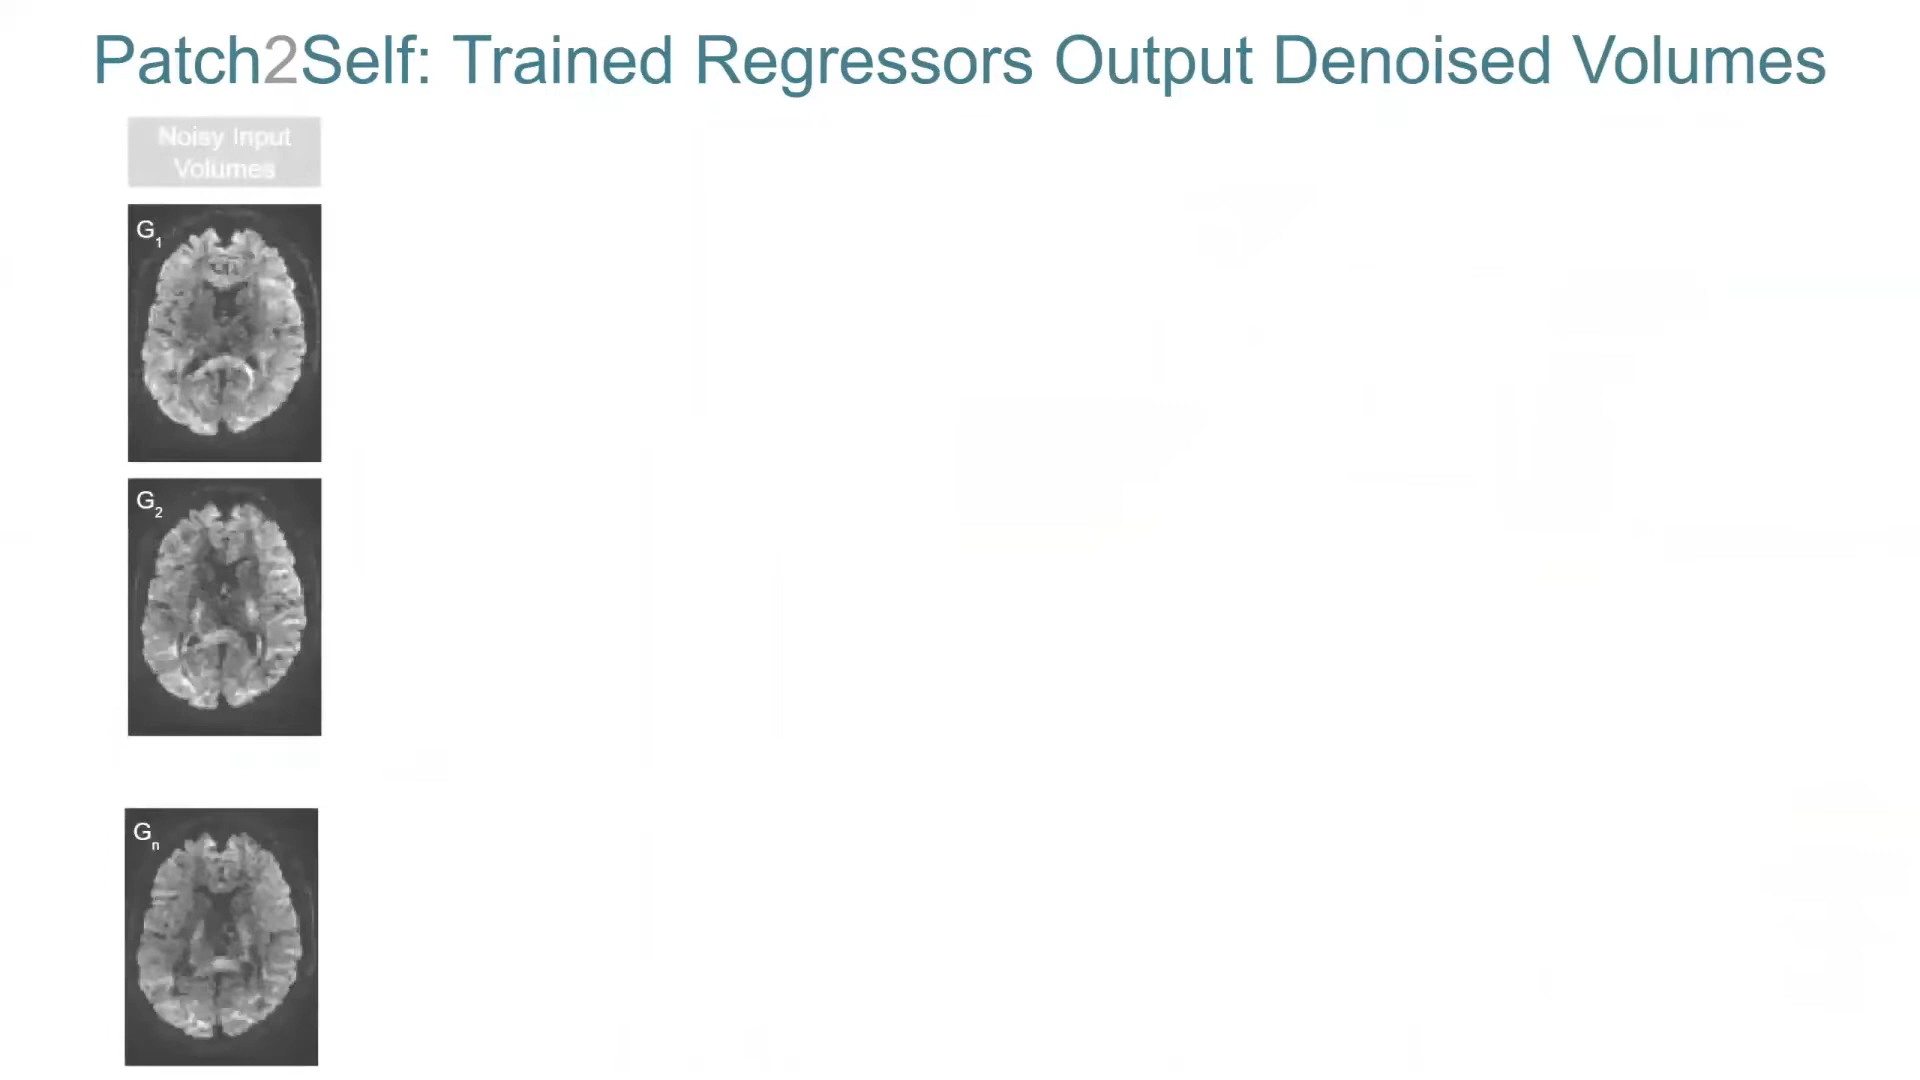 Patch2Self: Trained Regressors Output Denoised Volumes
Noisy Input
Volumes
G1
G2
Gn